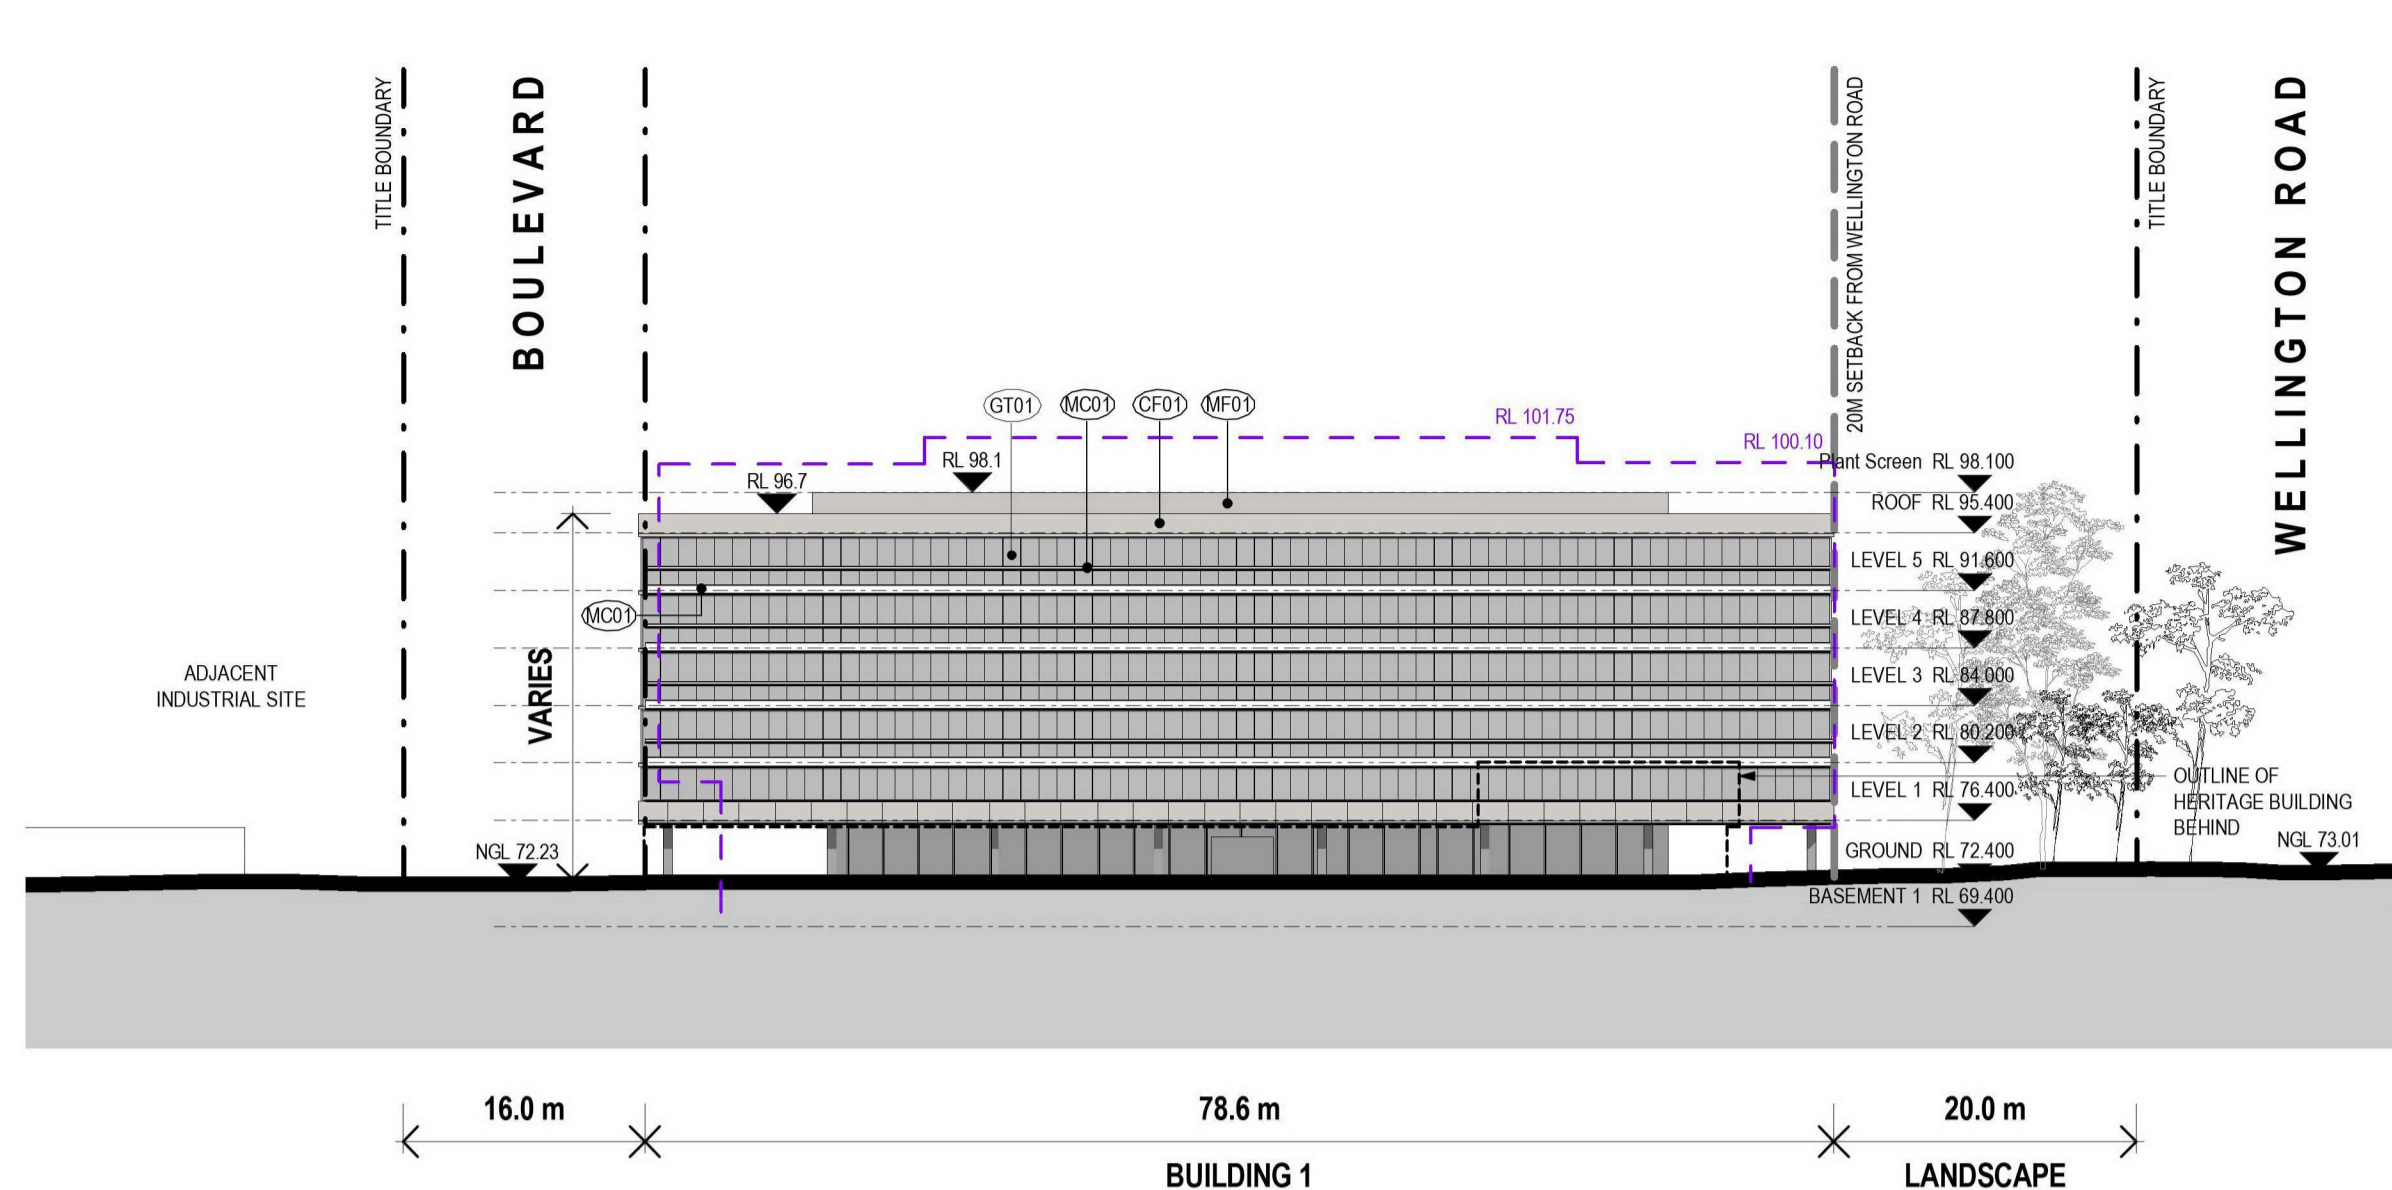 TITLE BOUNDARY
BOULEVARD
20M SETBACK FROM WELLINGTON ROAD
TITLE BOUNDARY
WELLINGTON ROAD
GT01
MC01
CF01
MF01
RL 101.75
RL 100.10
RL 98.1
RL 96.7
Plant Screen RL 98.100
ROOF RL 95.400
LEVEL 5 RL 91.600
MC01
LEVEL 4 RL 87.800
VARIES
ADJACENT
INDUSTRIAL SITE
LEVEL 3 RL 84.000
LEVEL 2 RL 80.200
LEVEL 1 RL 76.400
OUTLINE OF
HERITAGE BUILDING
BEHIND
NGL 72.23
GROUND RL 72.400
NGL 73.01
BASEMENT 1 RL 69.400
16.0 m
78.6 m
20.0 m
BUILDING 1
LANDSCAPE